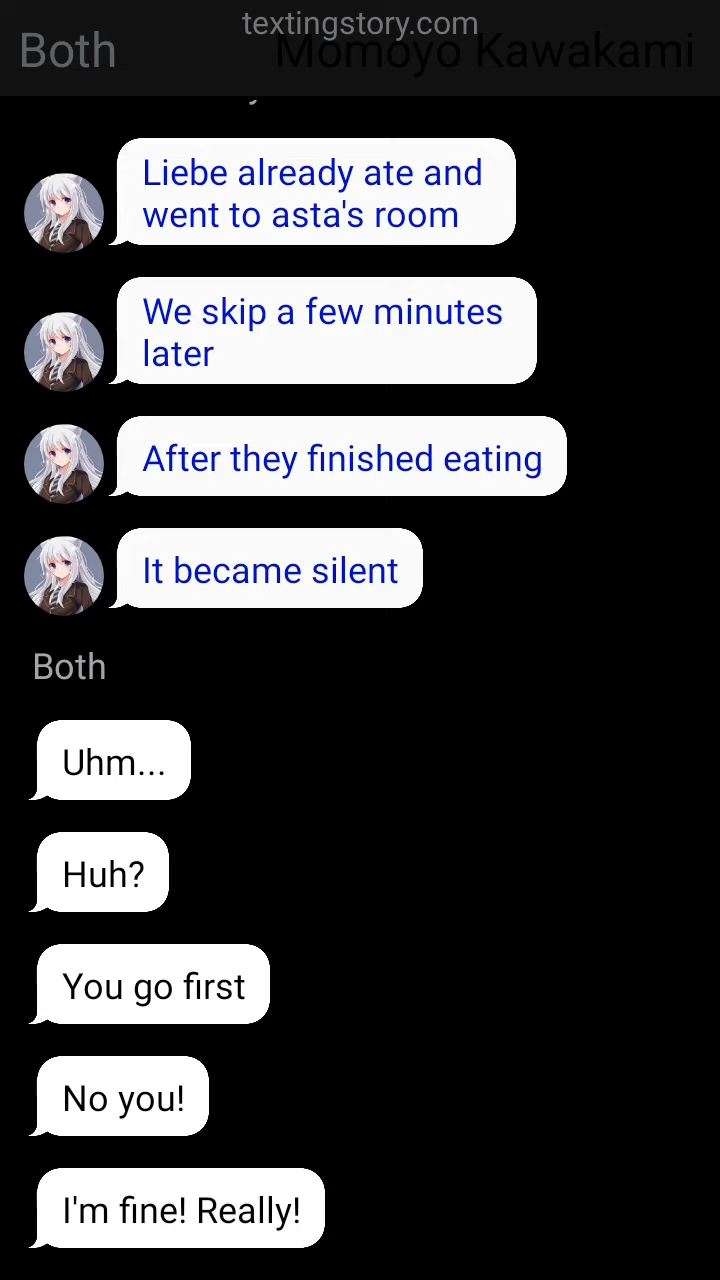 textingstory.com
Both
Momoyo Kawakami
Liebe already ate and
went to asta's room
We skip a few minutes
later
After they finished eating
It became silent
Both
Uhm...
Huh?
You go first
No you!
I'm fine! Really!